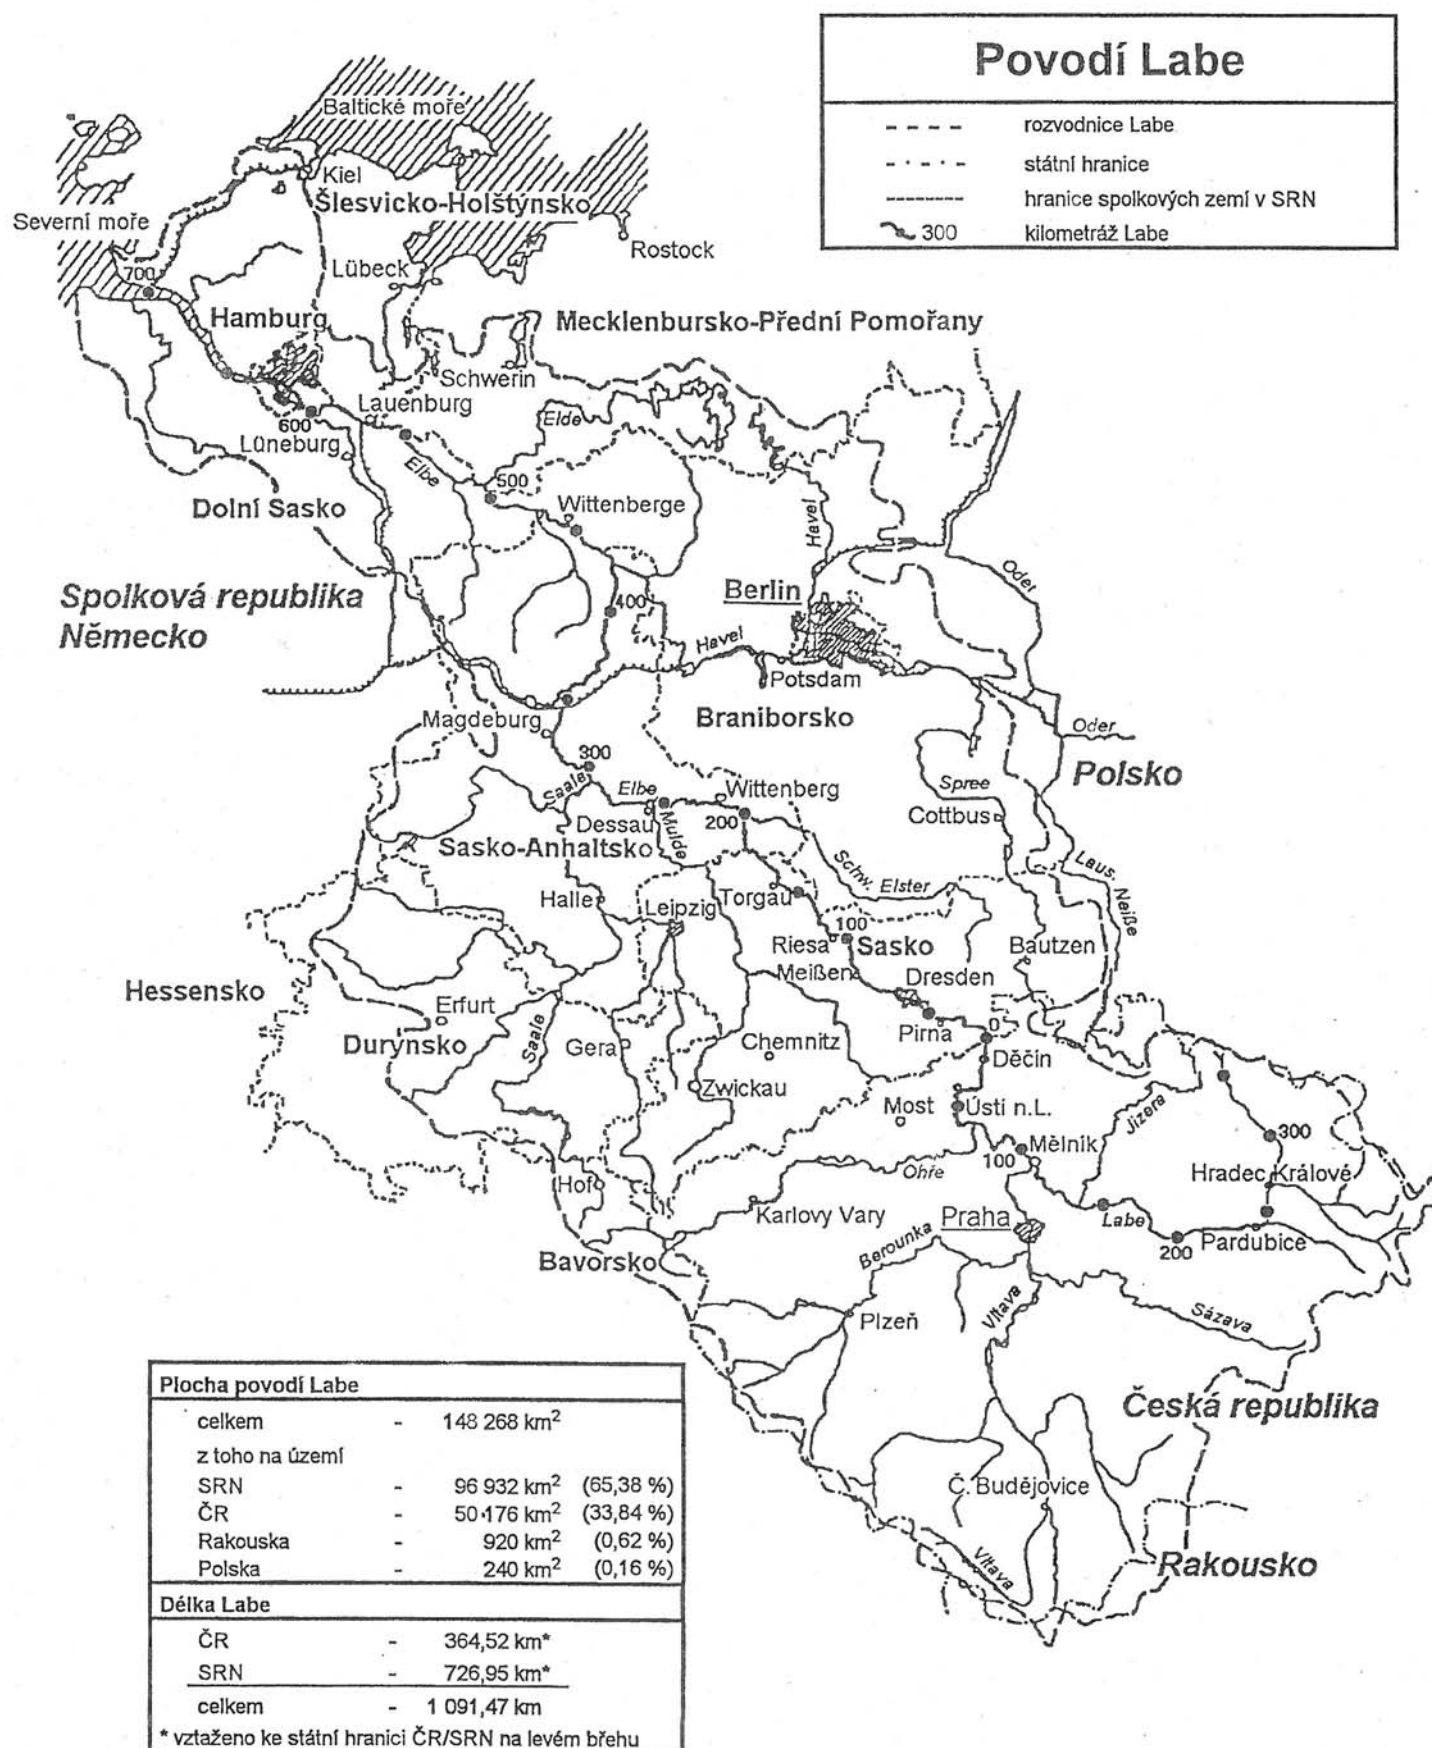 Povodí Labe
rozvodnice Labe
státní hranice
hranice spolkových zemí v SRN
300 kilometráž Labe
Baltické moře
Kiel
Šlesvicko-Holštýnsko
Severní moře
Rostock
Lübeck
700
Hamburg
Mecklenbursko-Přední Pomořany
Schwerin
Lauenburg
Elde
600
Lüneburg
Elbe
500
Dolní Sasko
Wittenberge
Havel
Oder
Spolková republika
Německo
400
Berlin
Havel
Potsdam
Magdeburg
Braniborsko
Oder
300
Polsko
Saale
Elbe
Wittenberg
Spree
Dessau
Mulde
200
Cottbus
Sasko-Anhaltsko
Schw. Elster
Laus. Neiße
Halle
Leipzig
Torgau
100
Riesa
Sasko
Bautzen
Meißen
Dresden
Hessensko
Erfurt
Durynsko
Saale
Gera
Chemnitz
Pirna
0
Děčín
Zwickau
Most
Ústi n.L.
Jizera
300
Mělník
100
Ohře
Hradec Králové
Hof
Karlovy Vary
Praha
Labe
Berounka
200
Pardubice
Bavorsko
Plzeň
Vltava
Sázava
Česká republika
Č. Budějovice
Vltava
Rakousko
Plocha povodí Labe
celkem - 148 268 km²
z toho na území
SRN - 96 932 km² (65,38 %)
ČR - 50 176 km² (33,84 %)
Rakouska - 920 km² (0,62 %)
Polska - 240 km² (0,16 %)
Délka Labe
ČR - 364,52 km*
SRN - 726,95 km*
celkem - 1 091,47 km
* vztaženo ke státní hranici ČR/SRN na levém břehu